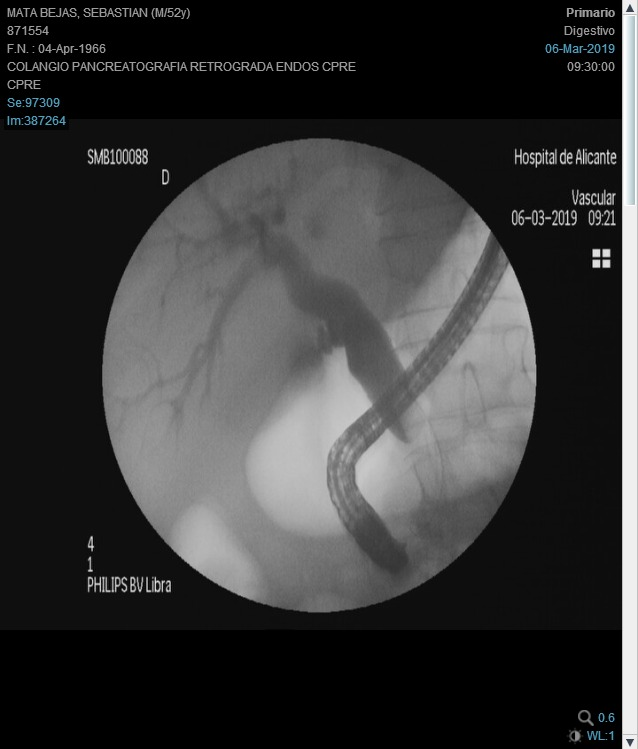 MATA BEJAS, SEBASTIAN (M/52y)
871554
F.N. : 04-Apr-1966
COLANGIO PANCREATOGRAFIA RETROGRADA ENDOS CPRE
CPRE
Se:97309
Im:387264
Primario
Digestivo
06-Mar-2019
09:30:00
SMB100088
D
Hospital de Alicante
Vascular
06-03-2019 09:21
4
1
PHILIPS BV Libra
0.6
WL:1